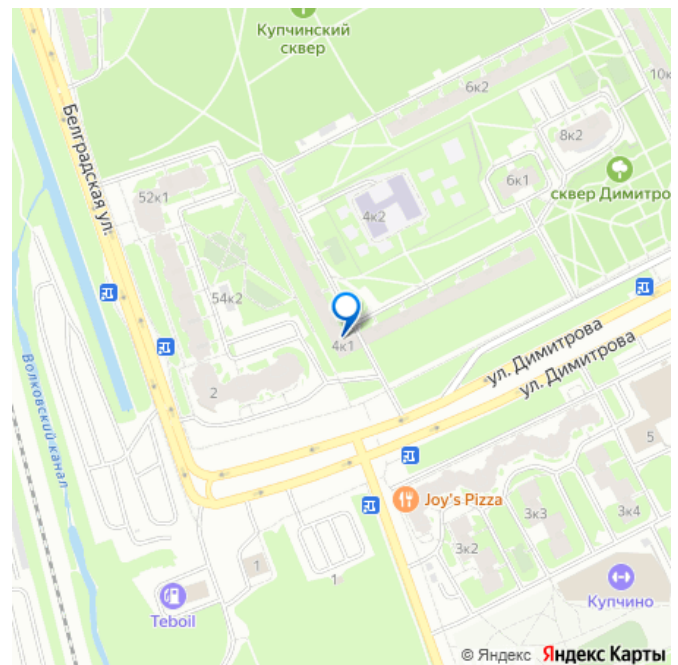 Купчинский
сквер
6к2
10к
8к2
Белградская ул.
52к1
6к1
сквер Димитро
4к2
54к2
4к1
ул. Димитрова
ул. Димитрова
2
Волковский канал
5
Joy's Pizza
3к3
3к4
3к2
1
1
Teboil
Купчино
© Яндекс Яндекс Карты